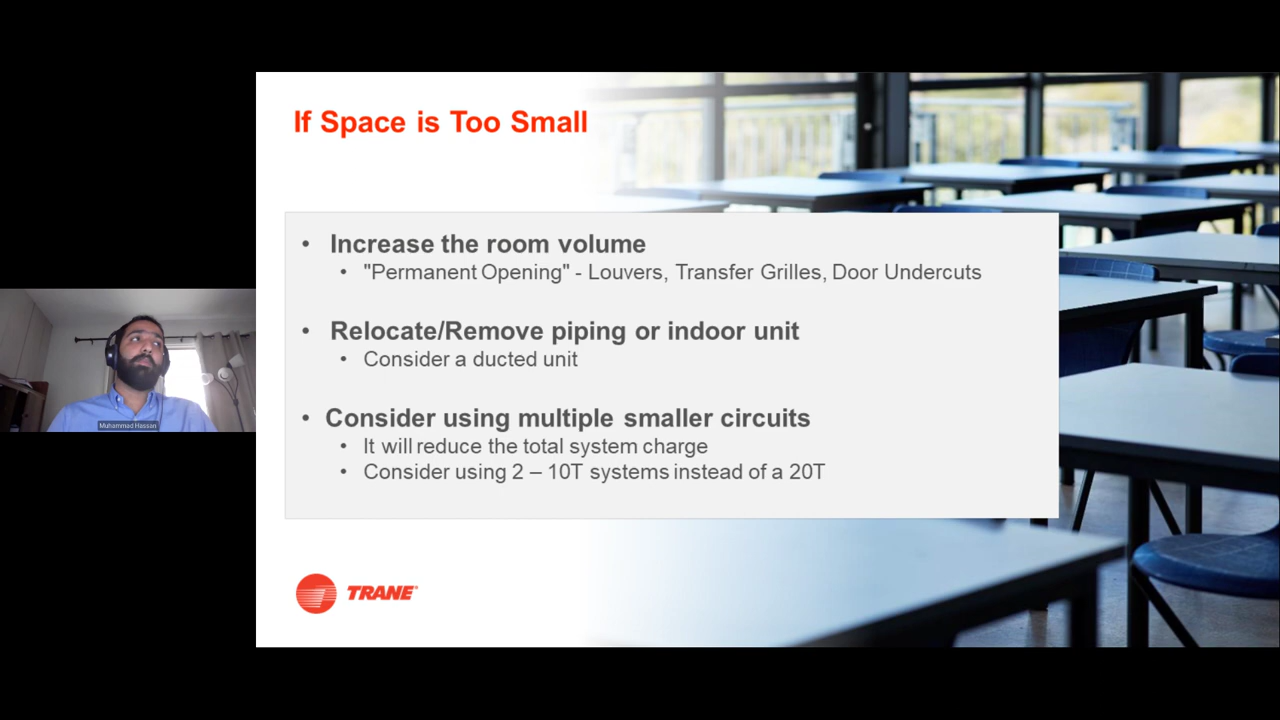 If Space is Too Small
• Increase the room volume
• "Permanent Opening" - Louvers, Transfer Grilles, Door Undercuts
• Relocate/Remove piping or indoor unit
• Consider a ducted unit
• Consider using multiple smaller circuits
• It will reduce the total system charge
• Consider using 2 – 10T systems instead of a 20T
Muhammad Hassan
TRANE